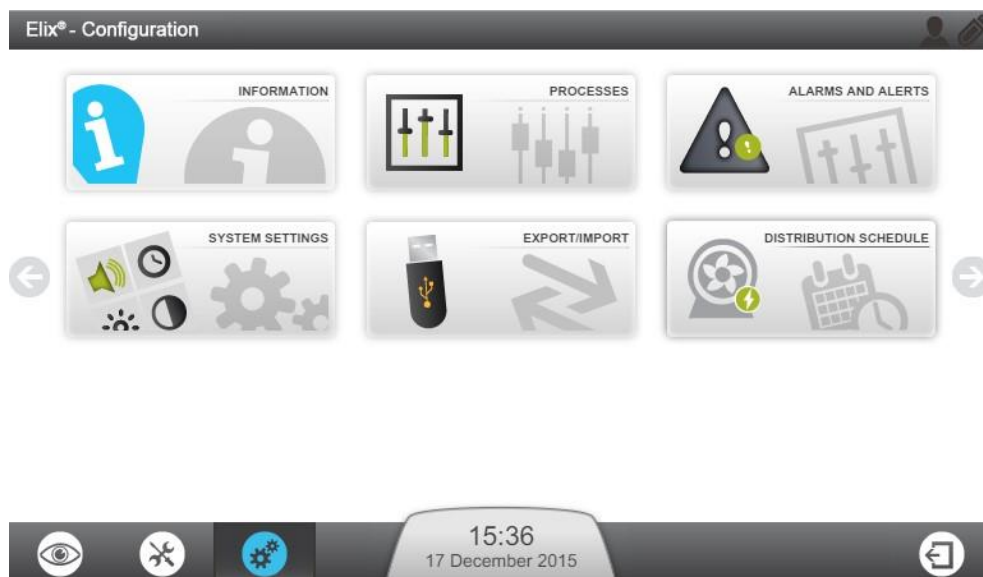 Elix® - Configuration
INFORMATION
PROCESSES
ALARMS AND ALERTS
SYSTEM SETTINGS
EXPORT/IMPORT
DISTRIBUTION SCHEDULE
15:36
17 December 2015